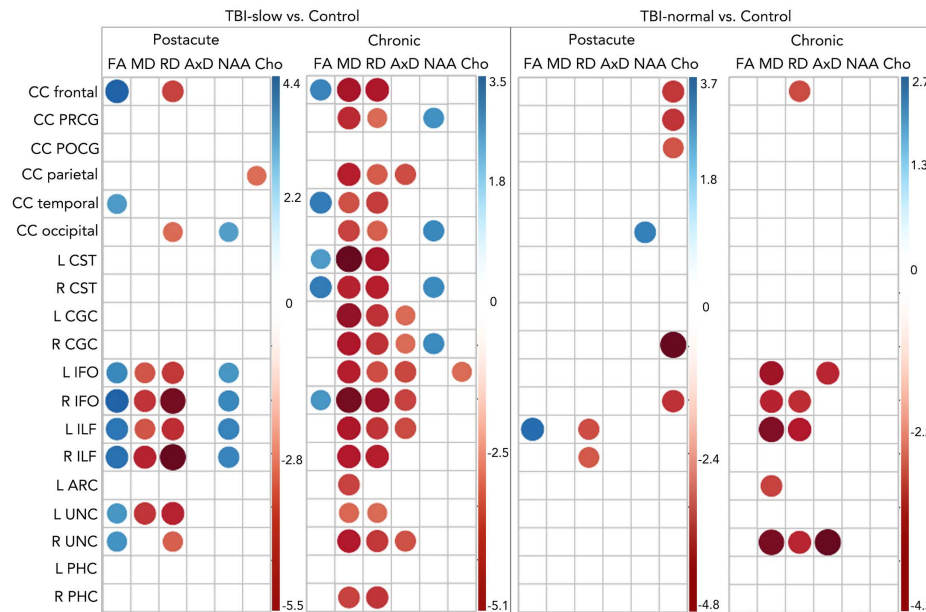 TBI-slow vs. Control TBI-normal vs. Control
Postacute Chronic Postacute Chronic
FA MD RD AxD NAA Cho FA MD RD AxD NAA Cho FA MD RD AxD NAA Cho FA MD RD AxD NAA Cho
CC frontal
CC PRCG
CC POCG
CC parietal
CC temporal
CC occipital
L CST
R CST
L CGC
R CGC
L IFO
R IFO
L ILF
R ILF
L ARC
L UNC
R UNC
L PHC
R PHC
4.4
2.2
0
-2.8
-5.5
3.5
1.8
0
-2.5
-5.1
3.7
1.8
0
-2.4
-4.8
2.7
1.3
0